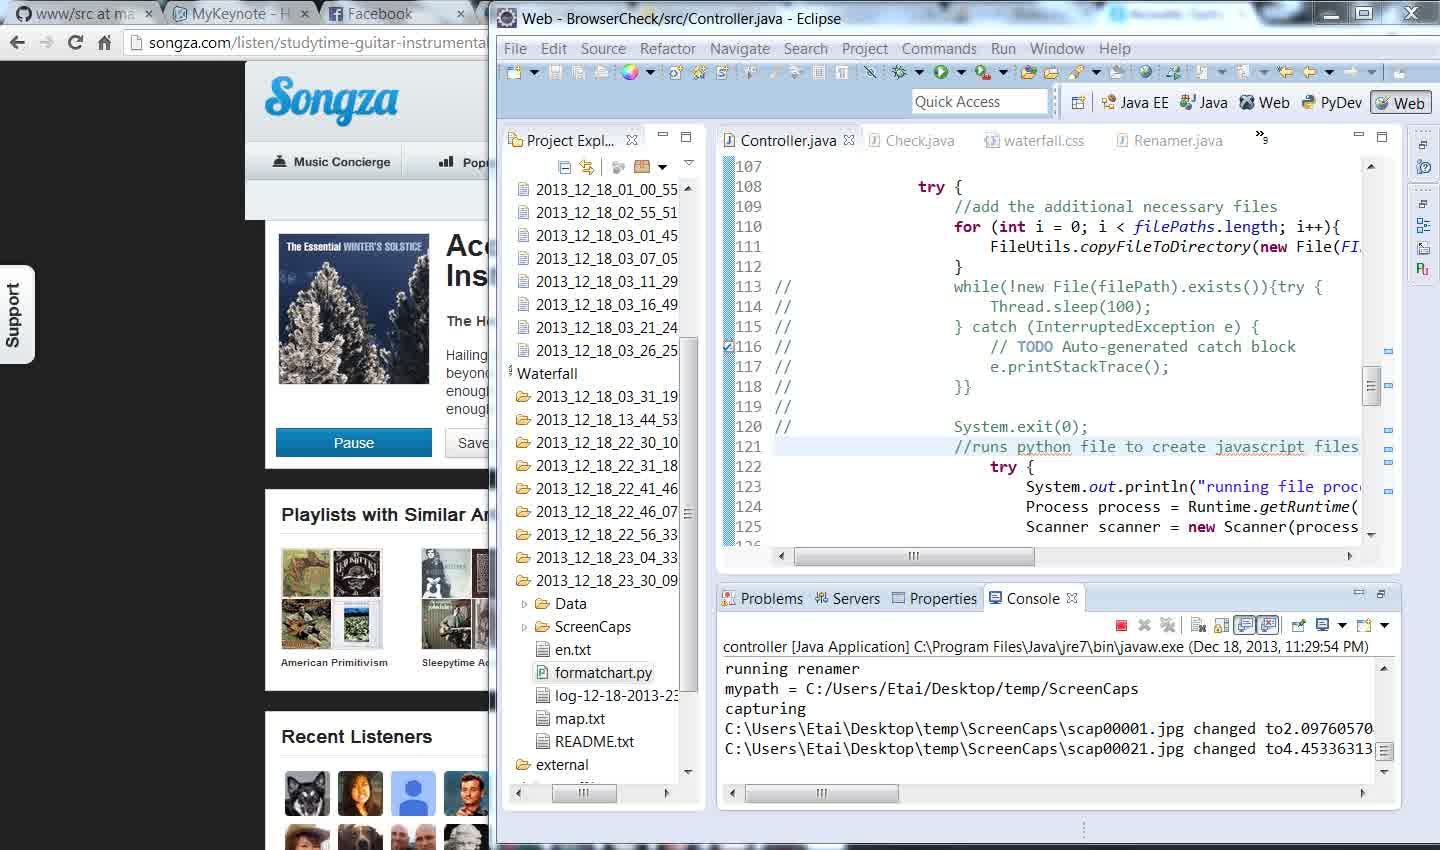 www/src at ma
MyKeynote - H
Facebook
songza.com/listen/studytime-guitar-instrumenta
Songza
Music Concierge
Popu
Support
The Essential WINTER'S SOLSTICE
Aco
Ins
The Ho
Hailing
beyond
enough
enough
Pause
Save
Playlists with Similar Ar
American Primitivism
Sleepytime Ac
Recent Listeners
Web - BrowserCheck/src/Controller.java - Eclipse
File Edit Source Refactor Navigate Search Project Commands Run Window Help
Quick Access
Java EE Java Web PyDev Web
Project Expl...
2013_12_18_01_00_55
2013_12_18_02_55_51
2013_12_18_03_01_45
2013_12_18_03_07_05
2013_12_18_03_11_29
2013_12_18_03_16_49
2013_12_18_03_21_24
2013_12_18_03_26_25
Waterfall
2013_12_18_03_31_19
2013_12_18_13_44_53
2013_12_18_22_30_10
2013_12_18_22_31_18
2013_12_18_22_41_46
2013_12_18_22_46_07
2013_12_18_22_56_33
2013_12_18_23_04_33
2013_12_18_23_30_09
Data
ScreenCaps
en.txt
formatchart.py
log-12-18-2013-23
map.txt
README.txt
external
Controller.java Check.java waterfall.css Renamer.java »9
107
108 try {
109 //add the additional necessary files
110 for (int i = 0; i < filePaths.length; i++){
111 FileUtils.copyFileToDirectory(new File(FI
112 }
113 // while(!new File(filePath).exists()){try {
114 // Thread.sleep(100);
115 // } catch (InterruptedException e) {
116 // // TODO Auto-generated catch block
117 // e.printStackTrace();
118 // }}
119 //
120 // System.exit(0);
121 //runs python file to create javascript files
122 try {
123 System.out.println("running file proc
124 Process process = Runtime.getRuntime(
125 Scanner scanner = new Scanner(process
126
Problems Servers Properties Console
controller [Java Application] C:\Program Files\Java\jre7\bin\javaw.exe (Dec 18, 2013, 11:29:54 PM)
running renamer
mypath = C:/Users/Etai/Desktop/temp/ScreenCaps
capturing
C:\Users\Etai\Desktop\temp\ScreenCaps\scap00001.jpg changed to2.0976057
C:\Users\Etai\Desktop\temp\ScreenCaps\scap00021.jpg changed to4.45336313